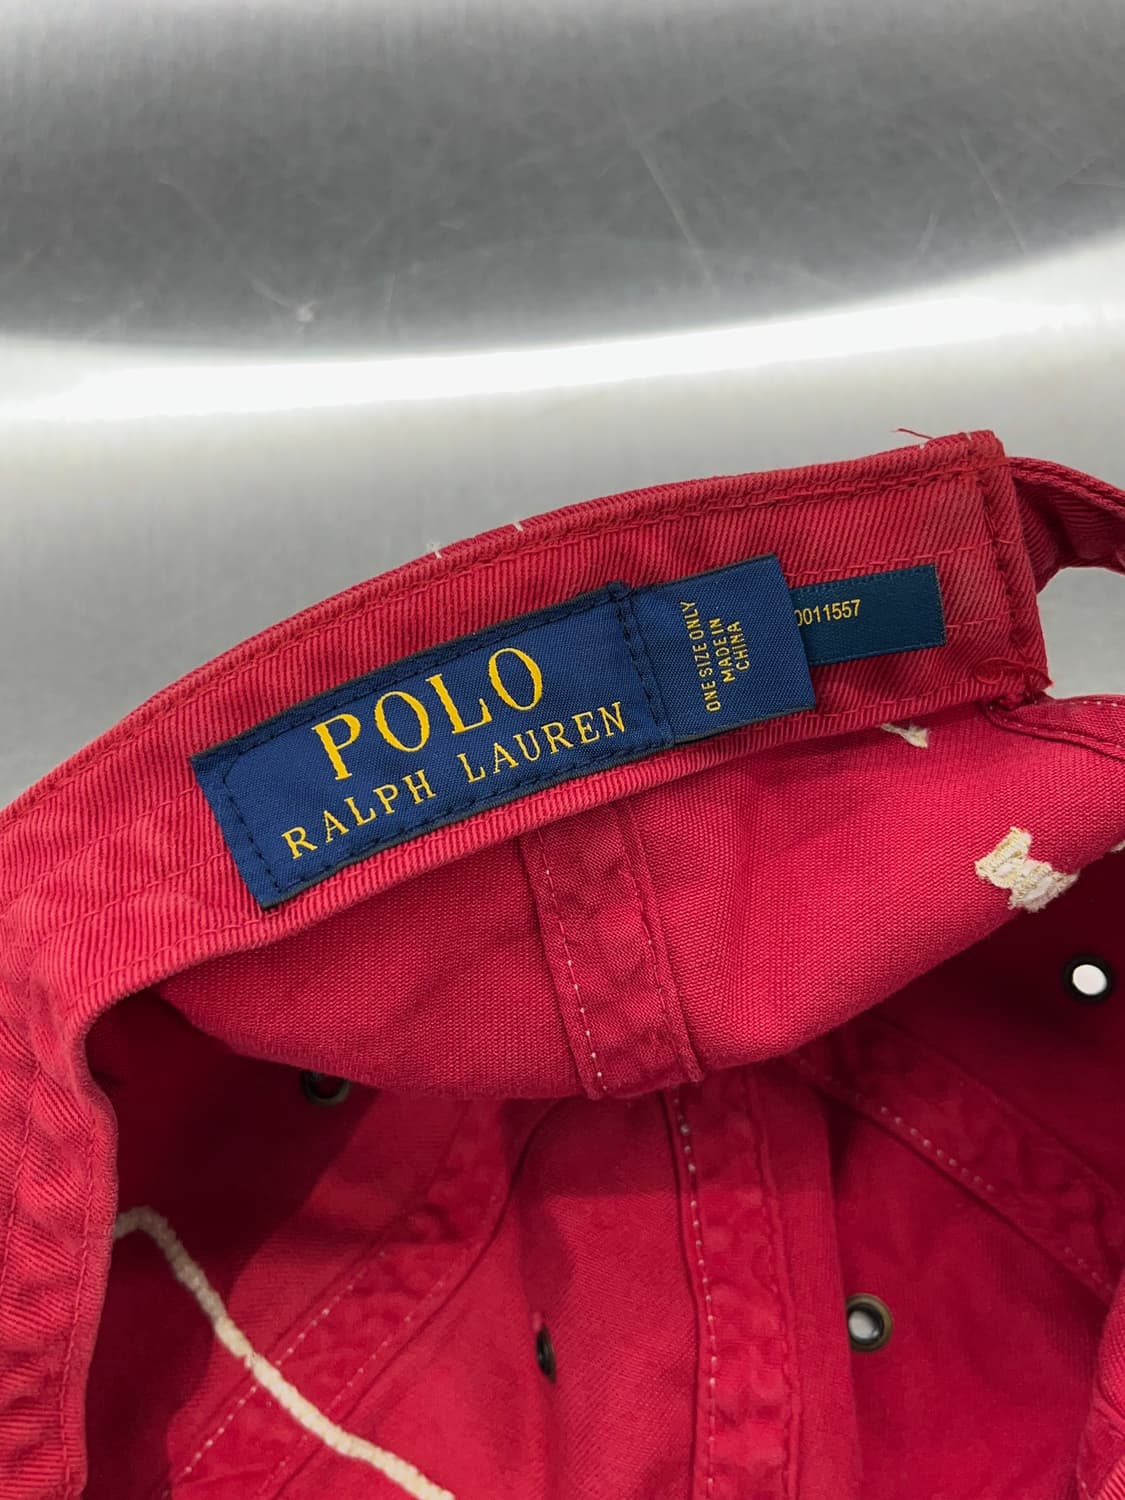 POLO
RALPH LAUREN
ONE SIZE ONLY
MADE IN
CHINA
0011557